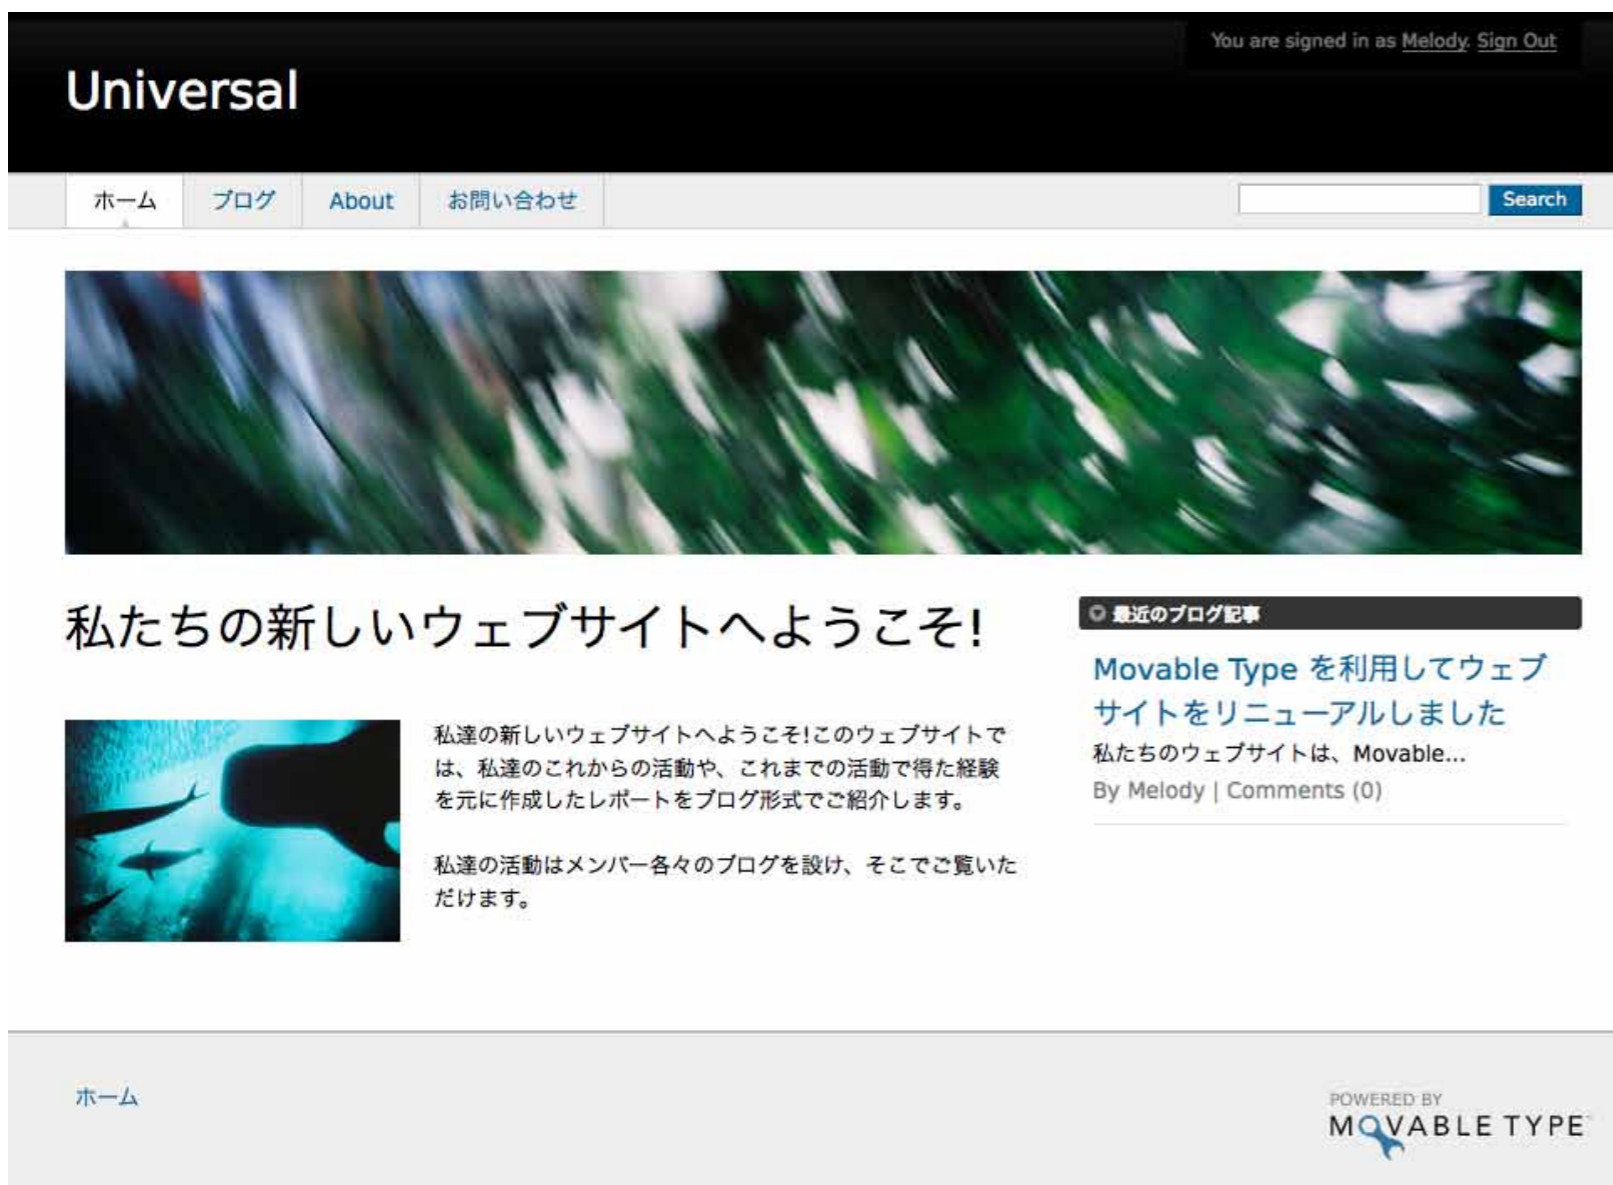 You are signed in as Melody. Sign Out
Universal
ホーム ブログ About お問い合わせ Search
私たちの新しいウェブサイトへようこそ!
私達の新しいウェブサイトへようこそ!このウェブサイトで
は、私達のこれからの活動や、これまでの活動で得た経験
を元に作成したレポートをブログ形式でご紹介します。
私達の活動はメンバー各々のブログを設け、そこでご覧いた
だけます。
最近のブログ記事
Movable Type を利用してウェブ
サイトをリニューアルしました
私たちのウェブサイトは、Movable...
By Melody | Comments (0)
ホーム
POWERED BY
MOVABLE TYPE